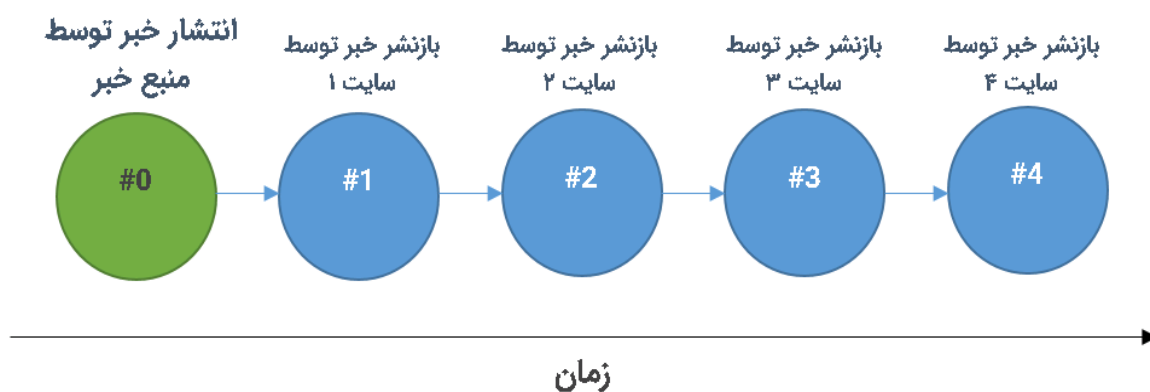 انتشار خبر توسط
منبع خبر
بازنشر خبر توسط
سایت ۱
بازنشر خبر توسط
سایت ۲
بازنشر خبر توسط
سایت ۳
بازنشر خبر توسط
سایت ۴
#0
#1
#2
#3
#4
زمان